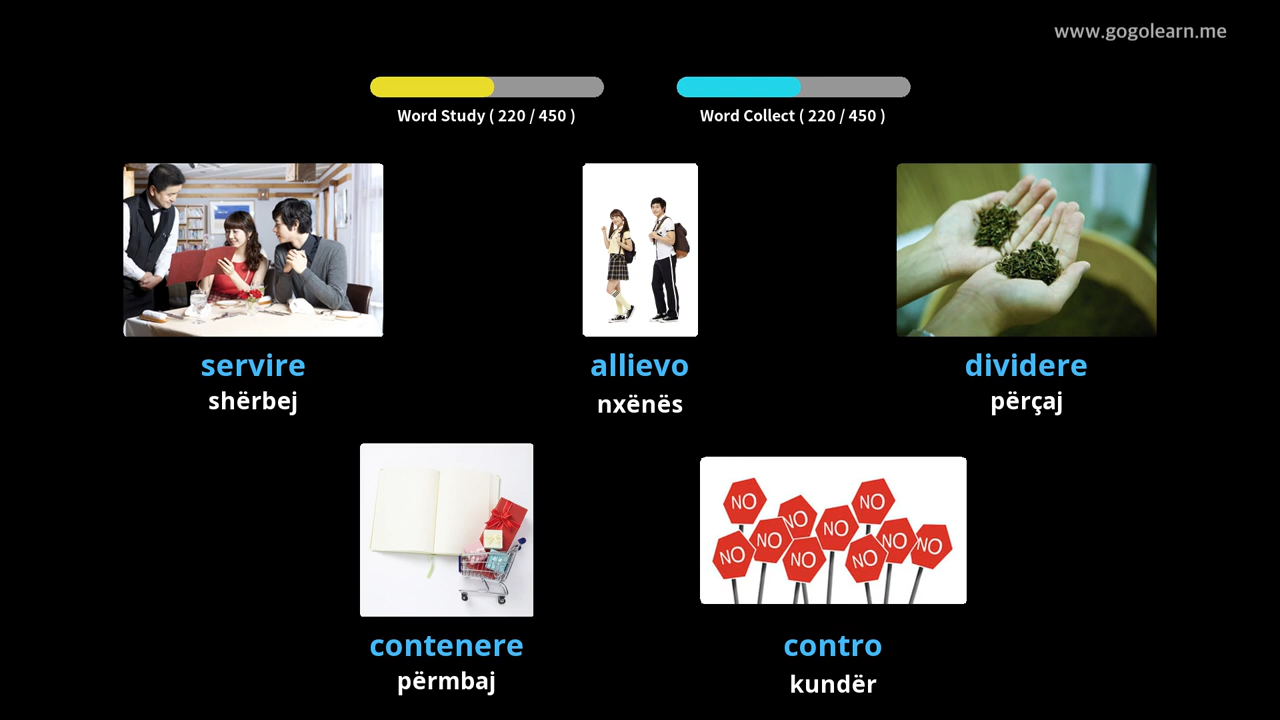 www.gogolearn.me
Word Study ( 220 / 450 )
Word Collect ( 220 / 450 )
servire
shërbej
allievo
nxënës
dividere
përçaj
NO
NO
NO
NO
NO
NO
NO
NO
NO
NO
contenere
përmbaj
contro
kundër